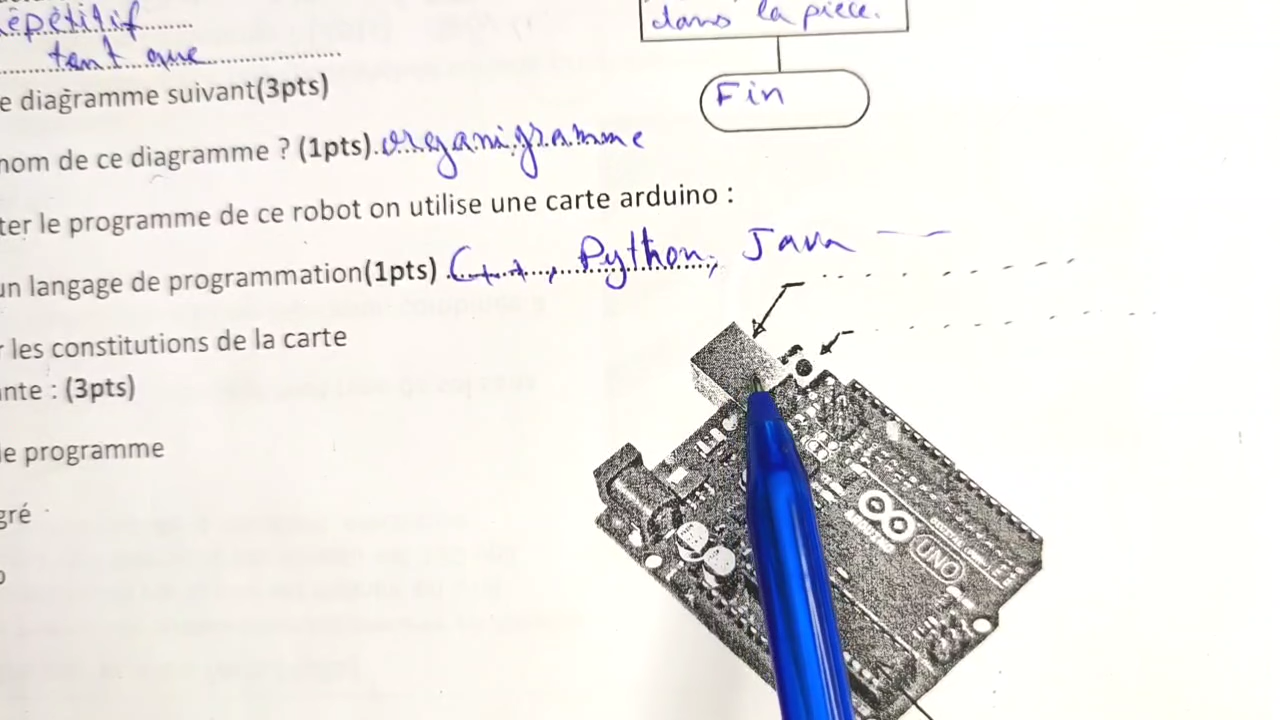 épétitif
tant que
dans la pièce.
e diagramme suivant(3pts)
Fin
nom de ce diagramme ? (1pts).organigramme
ter le programme de ce robot on utilise une carte arduino :
un langage de programmation(1pts) C++, Python, Java
les constitutions de la carte
nte : (3pts)
le programme
gré
UNO